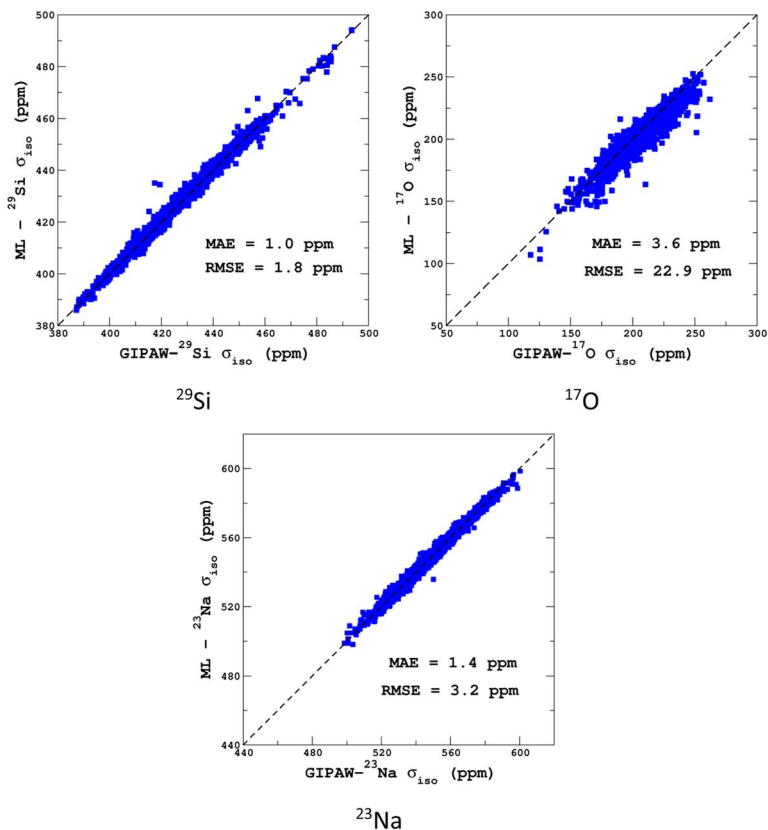 500
480
460
440
420
400
380
ML - ²⁹Si σiso (ppm)
MAE = 1.0 ppm
RMSE = 1.8 ppm
400 420 440 460 480 500
GIPAW-²⁹Si σiso (ppm)
²⁹Si
300
250
200
150
100
50
ML - ¹⁷O σiso (ppm)
MAE = 3.6 ppm
RMSE = 22.9 ppm
50 100 150 200 250 300
GIPAW-¹⁷O σiso (ppm)
¹⁷O
600
560
520
480
440
ML - ²³Na σiso (ppm)
MAE = 1.4 ppm
RMSE = 3.2 ppm
440 480 520 560 600
GIPAW-²³Na σiso (ppm)
²³Na